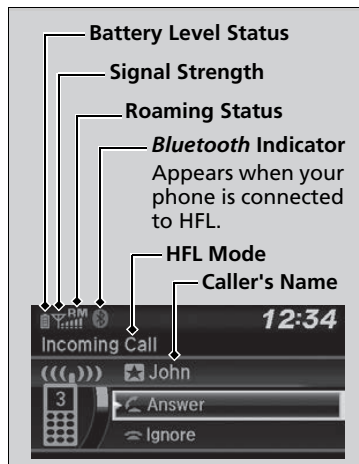 Battery Level Status
Signal Strength
Roaming Status
Bluetooth Indicator
Appears when your
phone is connected
to HFL.
HFL Mode
Caller's Name
RM
12:34
Incoming Call
John
3
Answer
Ignore